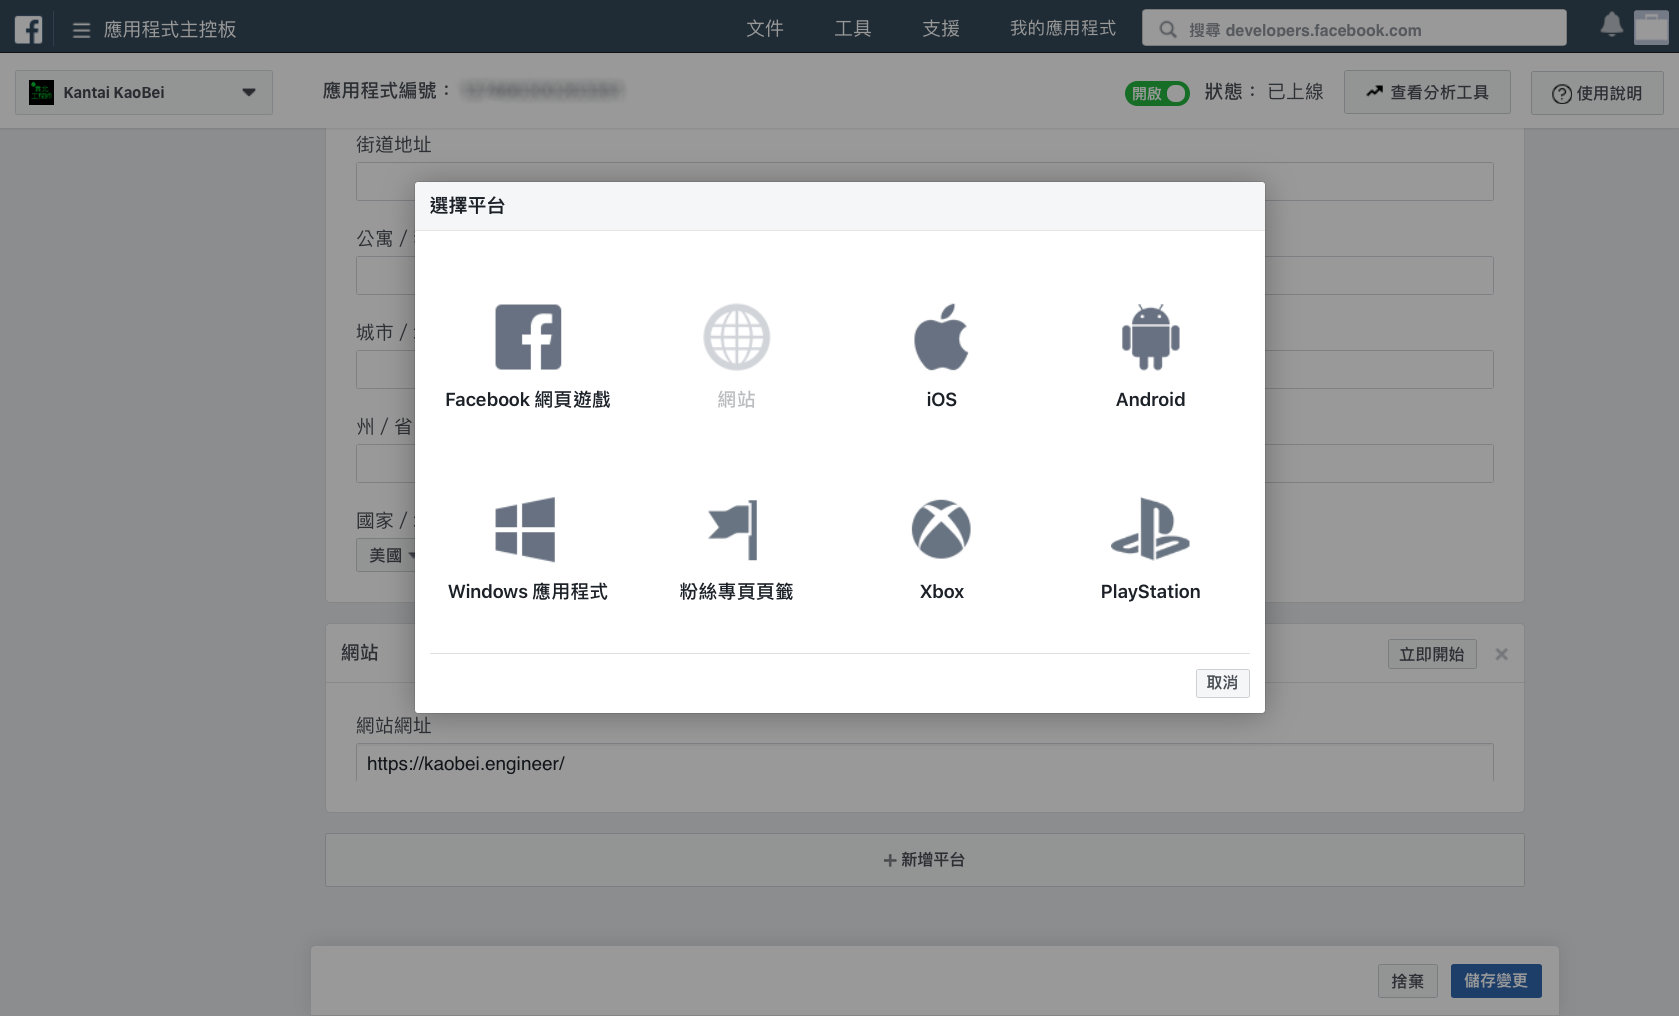 應用程式主控板
文件
工具
支援
我的應用程式
搜尋 developers.facebook.com
Kantai KaoBei
應用程式編號：
開啟
狀態： 已上線
查看分析工具
使用說明
街道地址
公寓 /
城市 /
州 / 省
國家 /
美國
選擇平台
Facebook 網頁遊戲
網站
iOS
Android
Windows 應用程式
粉絲專頁頁籤
Xbox
PlayStation
取消
網站
立即開始
網站網址
https://kaobei.engineer/
新增平台
捨棄
儲存變更